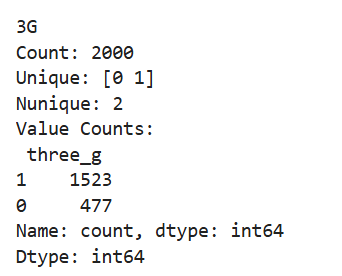 3G
Count: 2000
Unique: [0 1]
Nunique: 2
Value Counts:
 three_g
1    1523
0     477
Name: count, dtype: int64
Dtype: int64